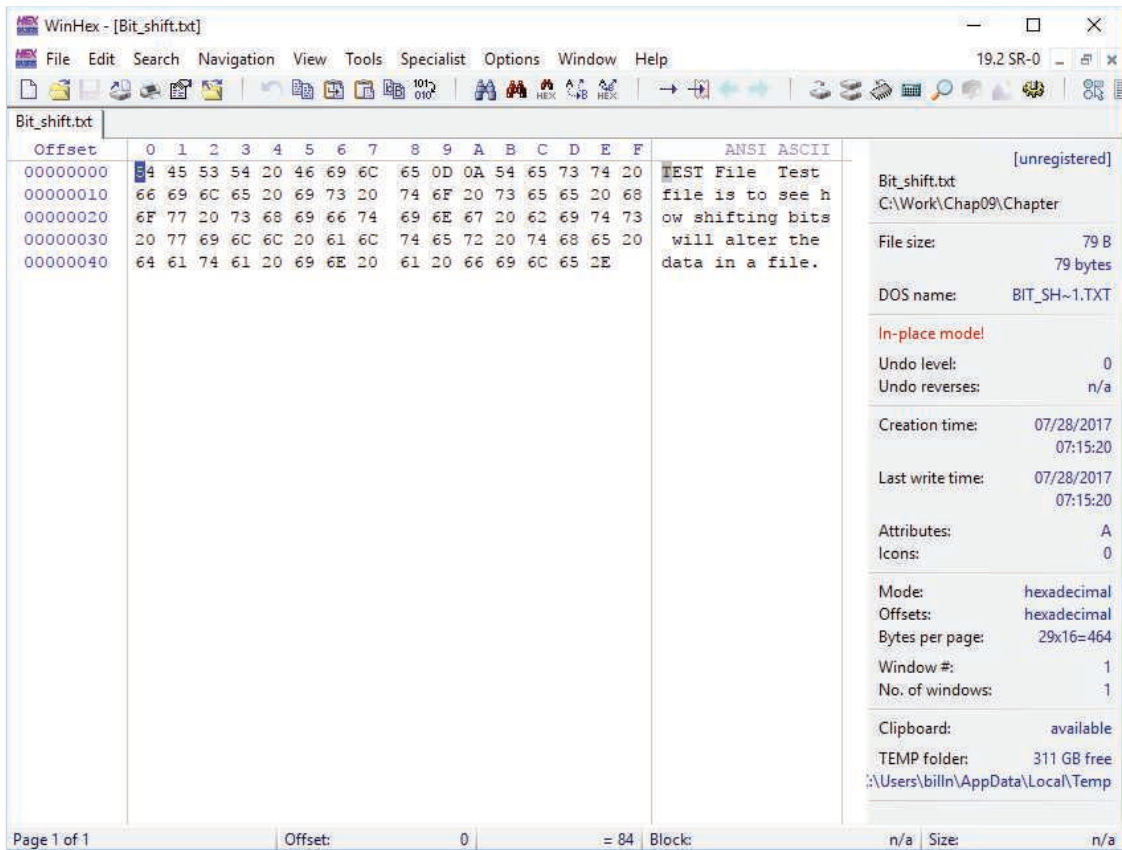 WinHex - [Bit_shift.txt]
File Edit Search Navigation View Tools Specialist Options Window Help 19.2 SR-0
Bit_shift.txt
Offset 0 1 2 3 4 5 6 7 8 9 A B C D E F ANSI ASCII
00000000 54 45 53 54 20 46 69 6C 65 0D 0A 54 65 73 74 20 TEST File Test
00000010 66 69 6C 65 20 69 73 20 74 6F 20 73 65 65 20 68 file is to see h
00000020 6F 77 20 73 68 69 66 74 69 6E 67 20 62 69 74 73 ow shifting bits
00000030 20 77 69 6C 6C 20 61 6C 74 65 72 20 74 68 65 20 will alter the
00000040 64 61 74 61 20 69 6E 20 61 20 66 69 6C 65 2E data in a file.
[unregistered]
Bit_shift.txt
C:\Work\Chap09\Chapter
File size: 79 B
79 bytes
DOS name: BIT_SH~1.TXT
In-place mode!
Undo level: 0
Undo reverses: n/a
Creation time: 07/28/2017
07:15:20
Last write time: 07/28/2017
07:15:20
Attributes: A
Icons: 0
Mode: hexadecimal
Offsets: hexadecimal
Bytes per page: 29x16=464
Window #: 1
No. of windows: 1
Clipboard: available
TEMP folder: 311 GB free
:\Users\billn\AppData\Local\Temp
Page 1 of 1 Offset: 0 = 84 Block: n/a Size: n/a